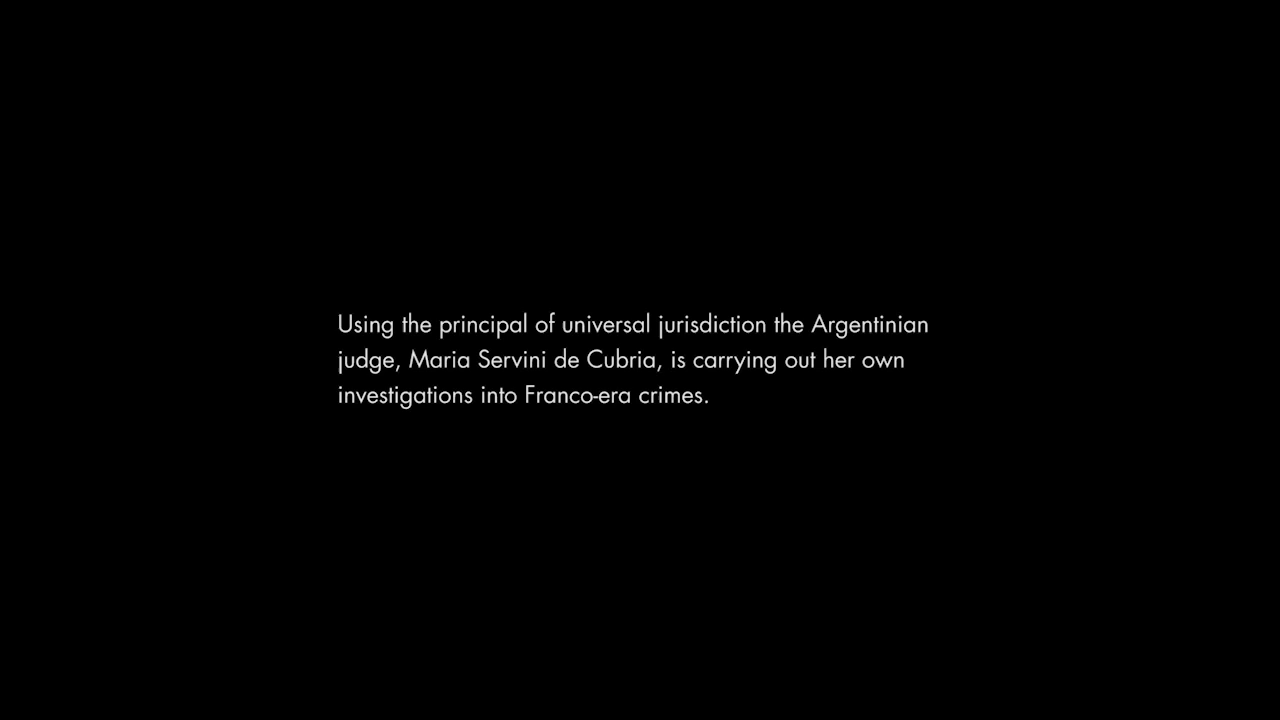 Using the principal of universal jurisdiction the Argentinian
judge, Maria Servini de Cubria, is carrying out her own
investigations into Franco-era crimes.